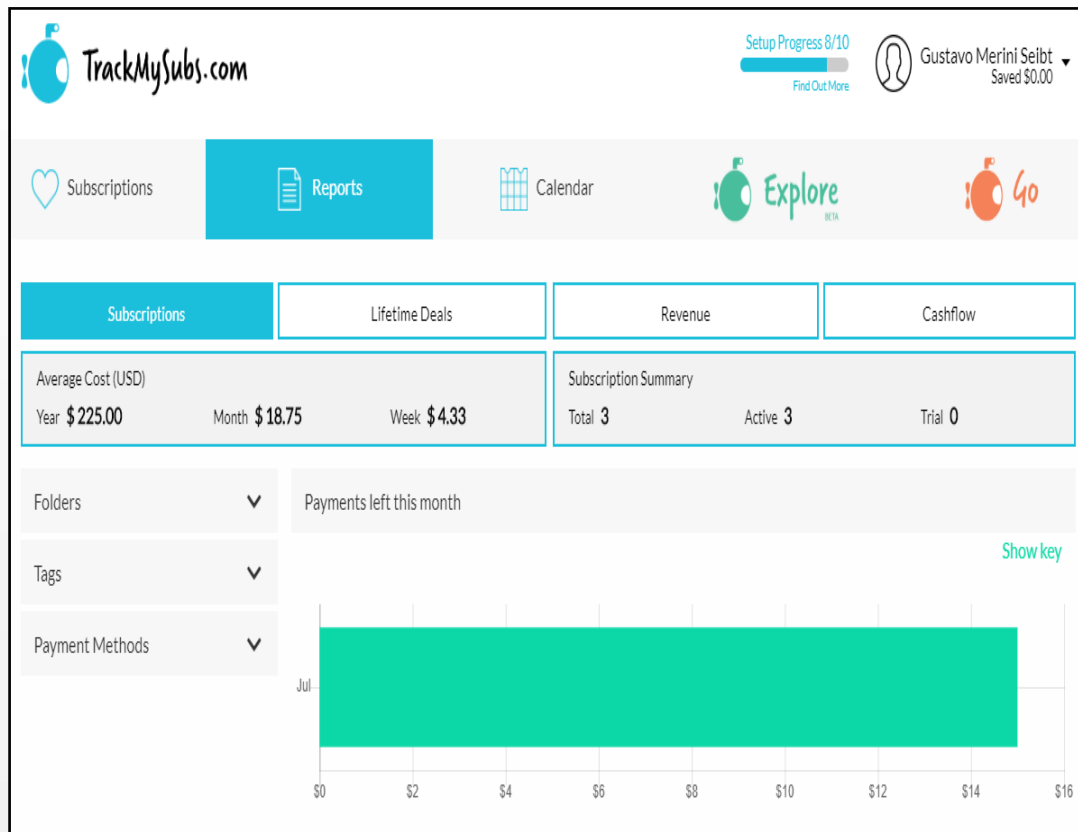 TrackMySubs.com
Setup Progress 8/10
Find Out More
Gustavo Merini Seibt
Saved $0.00
Subscriptions
Reports
Calendar
Explore
BETA
Go
Subscriptions
Lifetime Deals
Revenue
Cashflow
Average Cost (USD)
Year $ 225.00 Month $ 18.75 Week $ 4.33
Subscription Summary
Total 3 Active 3 Trial 0
Folders
Tags
Payment Methods
Payments left this month
Show key
Jul
$0 $2 $4 $6 $8 $10 $12 $14 $16